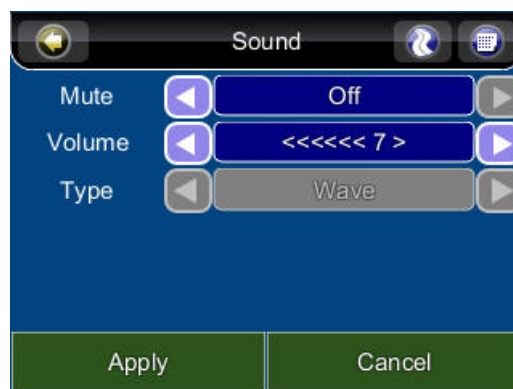 Sound
Mute Off
Volume <<<<<< 7 >
Type Wave
Apply Cancel